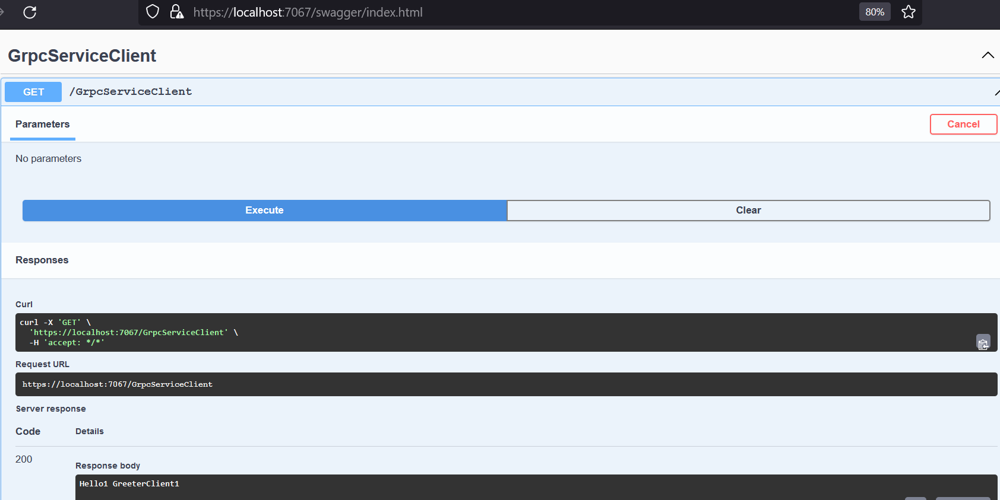 https://localhost:7067/swagger/index.html 80%
GrpcServiceClient
GET /GrpcServiceClient
Parameters Cancel
No parameters
Execute Clear
Responses
Curl
curl -X 'GET' \
'https://localhost:7067/GrpcServiceClient' \
-H 'accept: */*'
Request URL
https://localhost:7067/GrpcServiceClient
Server response
Code Details
200
Response body
Hello1 GreeterClient1